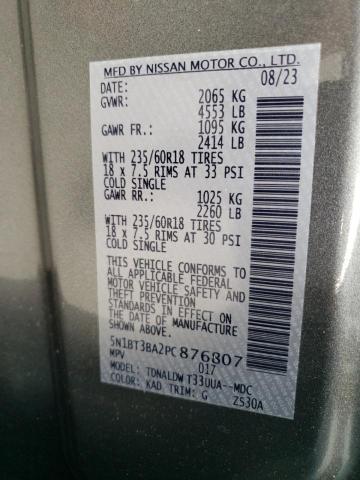 MFD BY NISSAN MOTOR CO., LTD.
DATE: 08/23
GVWR: 2065 KG
4553 LB
GAWR FR.: 1095 KG
2414 LB
WITH 235/60R18 TIRES
18 x 7.5 RIMS AT 33 PSI
COLD SINGLE
GAWR RR.: 1025 KG
2260 LB
WITH 235/60R18 TIRES
18 x 7.5 RIMS AT 30 PSI
COLD SINGLE
THIS VEHICLE CONFORMS TO
ALL APPLICABLE FEDERAL
MOTOR VEHICLE SAFETY AND
THEFT PREVENTION
STANDARDS IN EFFECT ON
THE DATE OF MANUFACTURE
SHOWN ABOVE.
5N1BT3BA2PC876807
MPV 017
MODEL: TDNALDW T330UA--MDC
COLOR: KAD TRIM: G ZS30A